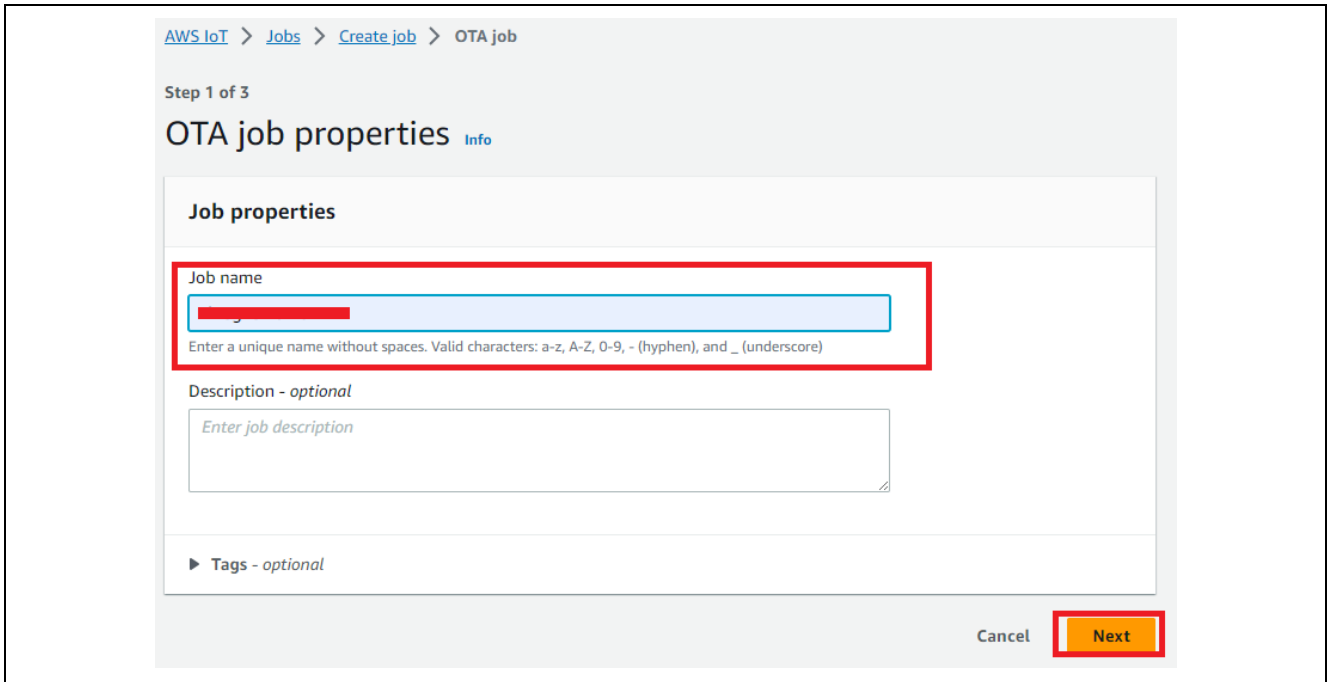 AWS IoT > Jobs > Create job > OTA job
Step 1 of 3
OTA job properties Info
Job properties
Job name
Enter a unique name without spaces. Valid characters: a-z, A-Z, 0-9, - (hyphen), and _ (underscore)
Description - optional
Enter job description
Tags - optional
Cancel Next